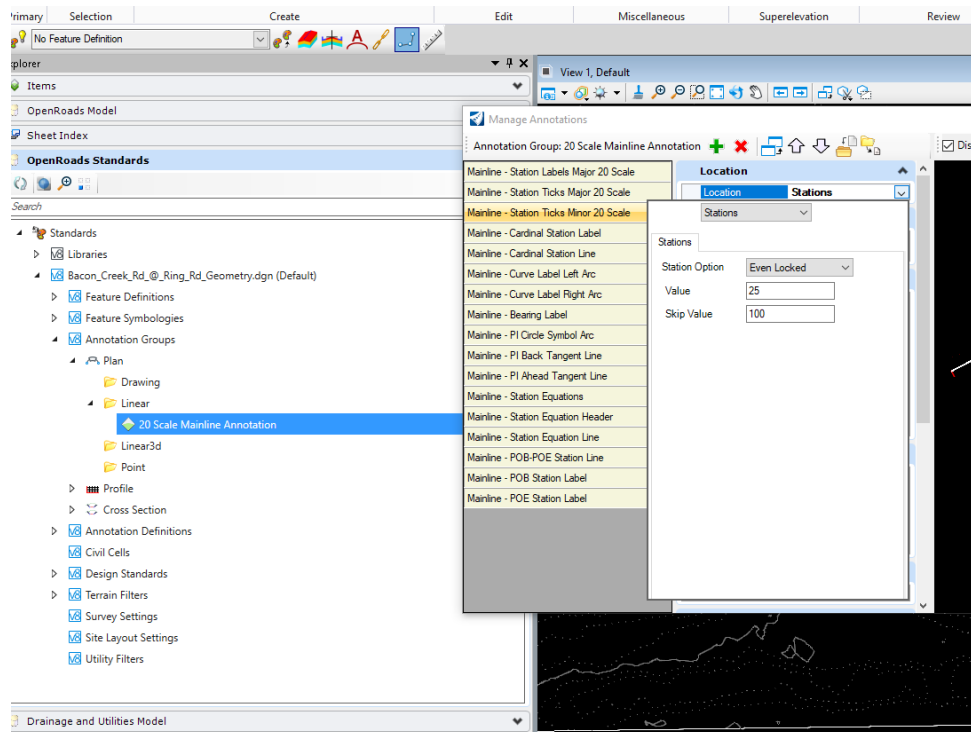 Primary Selection Create Edit Miscellaneous Superelevation Review
No Feature Definition
xplorer
Items
OpenRoads Model
Sheet Index
OpenRoads Standards
Search
Standards
Libraries
Bacon_Creek_Rd_@_Ring_Rd_Geometry.dgn (Default)
Feature Definitions
Feature Symbologies
Annotation Groups
Plan
Drawing
Linear
20 Scale Mainline Annotation
Linear3d
Point
Profile
Cross Section
Annotation Definitions
Civil Cells
Design Standards
Terrain Filters
Survey Settings
Site Layout Settings
Utility Filters
Drainage and Utilities Model
View 1, Default
Manage Annotations
Annotation Group: 20 Scale Mainline Annotation
Dis
Mainline - Station Labels Major 20 Scale
Mainline - Station Ticks Major 20 Scale
Mainline - Station Ticks Minor 20 Scale
Mainline - Cardinal Station Label
Mainline - Cardinal Station Line
Mainline - Curve Label Left Arc
Mainline - Curve Label Right Arc
Mainline - Bearing Label
Mainline - PI Circle Symbol Arc
Mainline - PI Back Tangent Line
Mainline - PI Ahead Tangent Line
Mainline - Station Equations
Mainline - Station Equation Header
Mainline - Station Equation Line
Mainline - POB-POE Station Line
Mainline - POB Station Label
Mainline - POE Station Label
Location
Location Stations
Stations
Stations
Station Option Even Locked
Value 25
Skip Value 100